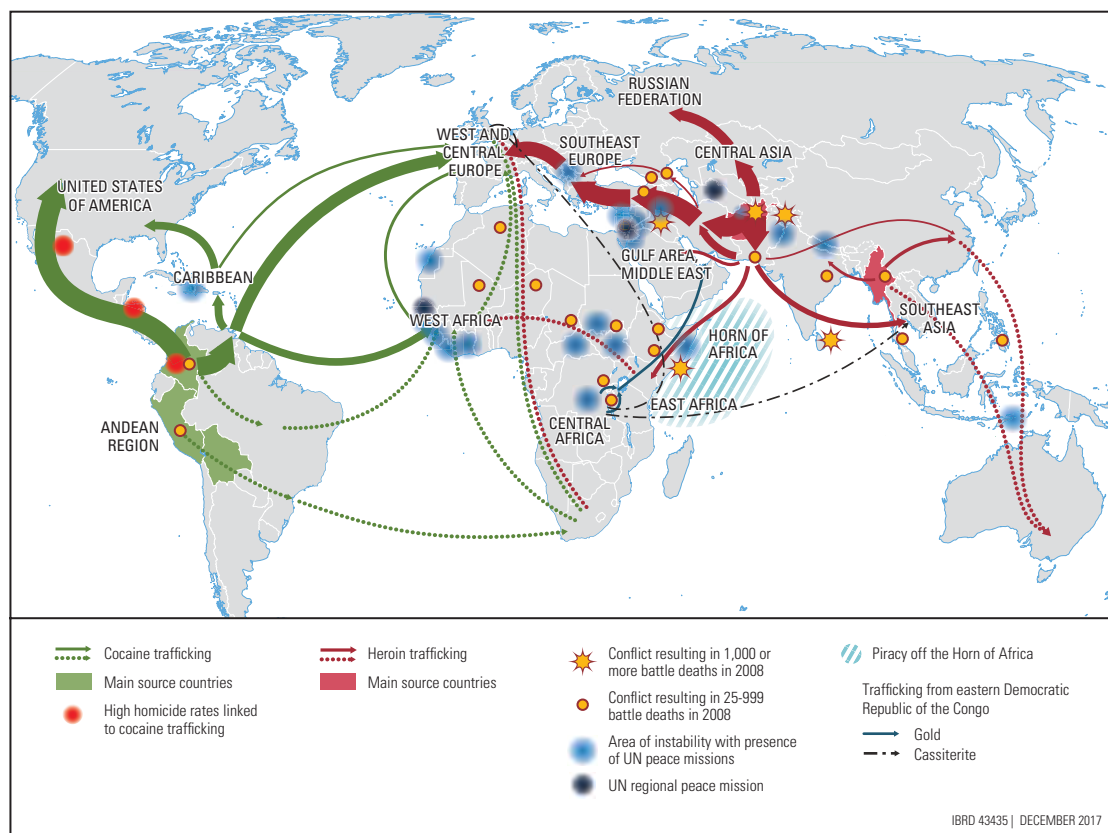 RUSSIAN
FEDERATION
WEST AND
CENTRAL
EUROPE
SOUTHEAST
EUROPE
CENTRAL ASIA
UNITED STATES
OF AMERICA
GULF AREA,
MIDDLE EAST
CARIBBEAN
WEST AFRICA
SOUTHEAST
ASIA
HORN OF
AFRICA
EAST AFRICA
ANDEAN
REGION
CENTRAL
AFRICA
Cocaine trafficking
Main source countries
High homicide rates linked
to cocaine trafficking
Heroin trafficking
Main source countries
Conflict resulting in 1,000 or
more battle deaths in 2008
Conflict resulting in 25-999
battle deaths in 2008
Area of instability with presence
of UN peace missions
UN regional peace mission
Piracy off the Horn of Africa
Trafficking from eastern Democratic
Republic of the Congo
Gold
Cassiterite
IBRD 43435 | DECEMBER 2017